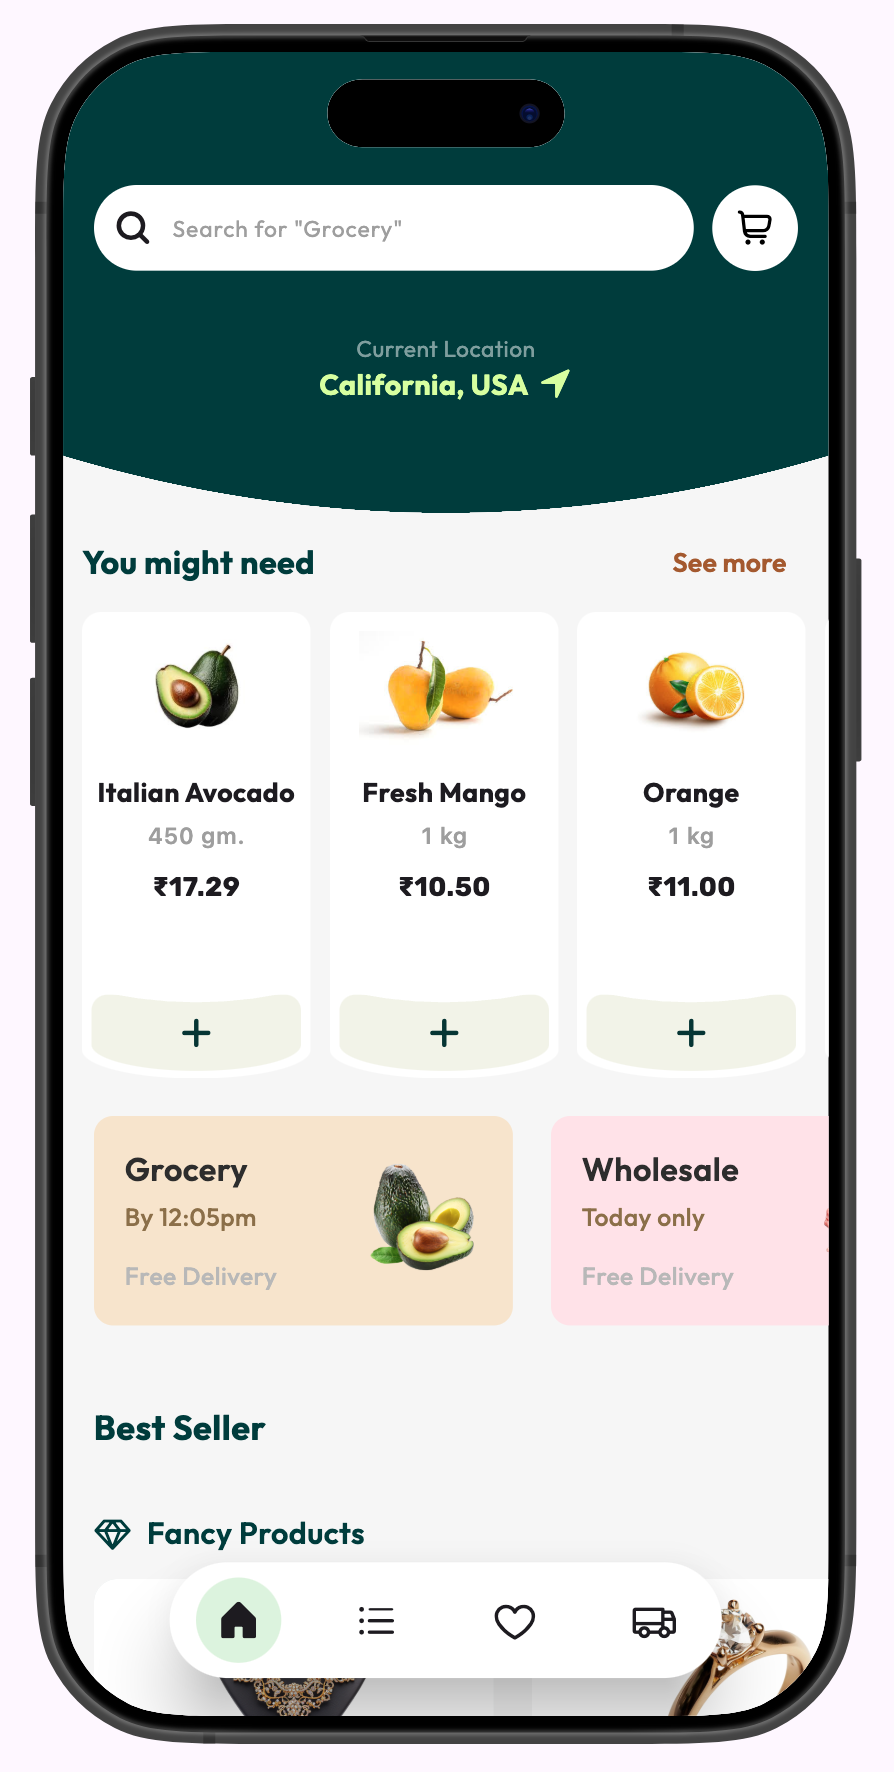 Search for "Grocery"
Current Location
California, USA
You might need
See more
Italian Avocado
450 gm.
₹17.29
Fresh Mango
1 kg
₹10.50
Orange
1 kg
₹11.00
Grocery
By 12:05pm
Free Delivery
Wholesale
Today only
Free Delivery
Best Seller
Fancy Products